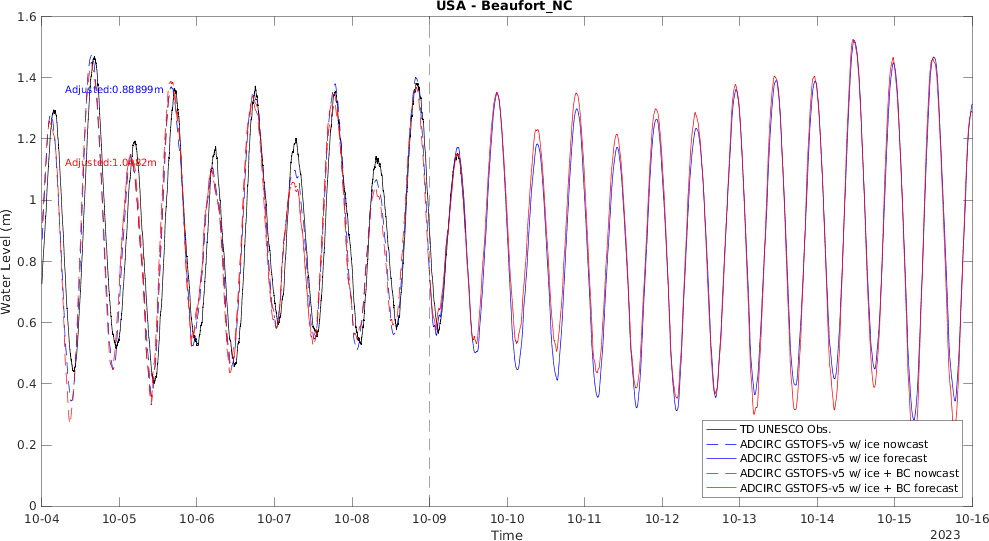 USA - Beaufort_NC
1.6
1.4
1.2
1
0.8
0.6
0.4
0.2
0
Water Level (m)
Adjusted:0.88899m
TD UNESCO Obs.
ADCIRC GSTOFS-v5 w/ ice nowcast
ADCIRC GSTOFS-v5 w/ ice forecast
ADCIRC GSTOFS-v5 w/ ice + BC nowcast
ADCIRC GSTOFS-v5 w/ ice + BC forecast
10-04 10-05 10-06 10-07 10-08 10-09 10-10 10-11 10-12 10-13 10-14 10-15 10-16
Time
2023